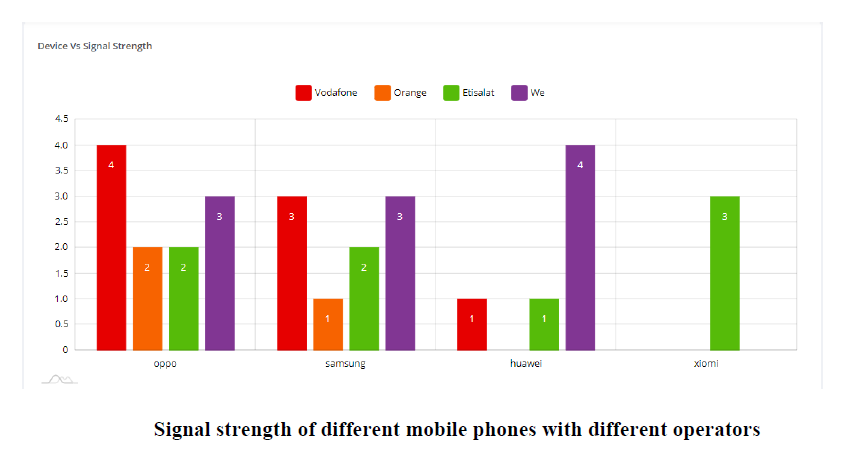 Device Vs Signal Strength
Vodafone Orange Etisalat We
4.5
4.0
3.5
3.0
2.5
2.0
1.5
1.0
0.5
0
4 2 2 3
3 1 2 3
1 1 4
3
oppo samsung huawei xiomi
Signal strength of different mobile phones with different operators